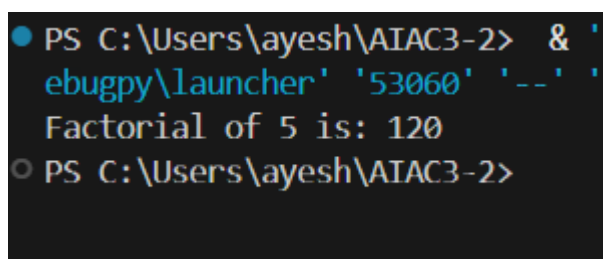 PS C:\Users\ayesh\AIAC3-2>  & '
ebugpy\launcher' '53060' '--' '
Factorial of 5 is: 120
PS C:\Users\ayesh\AIAC3-2>